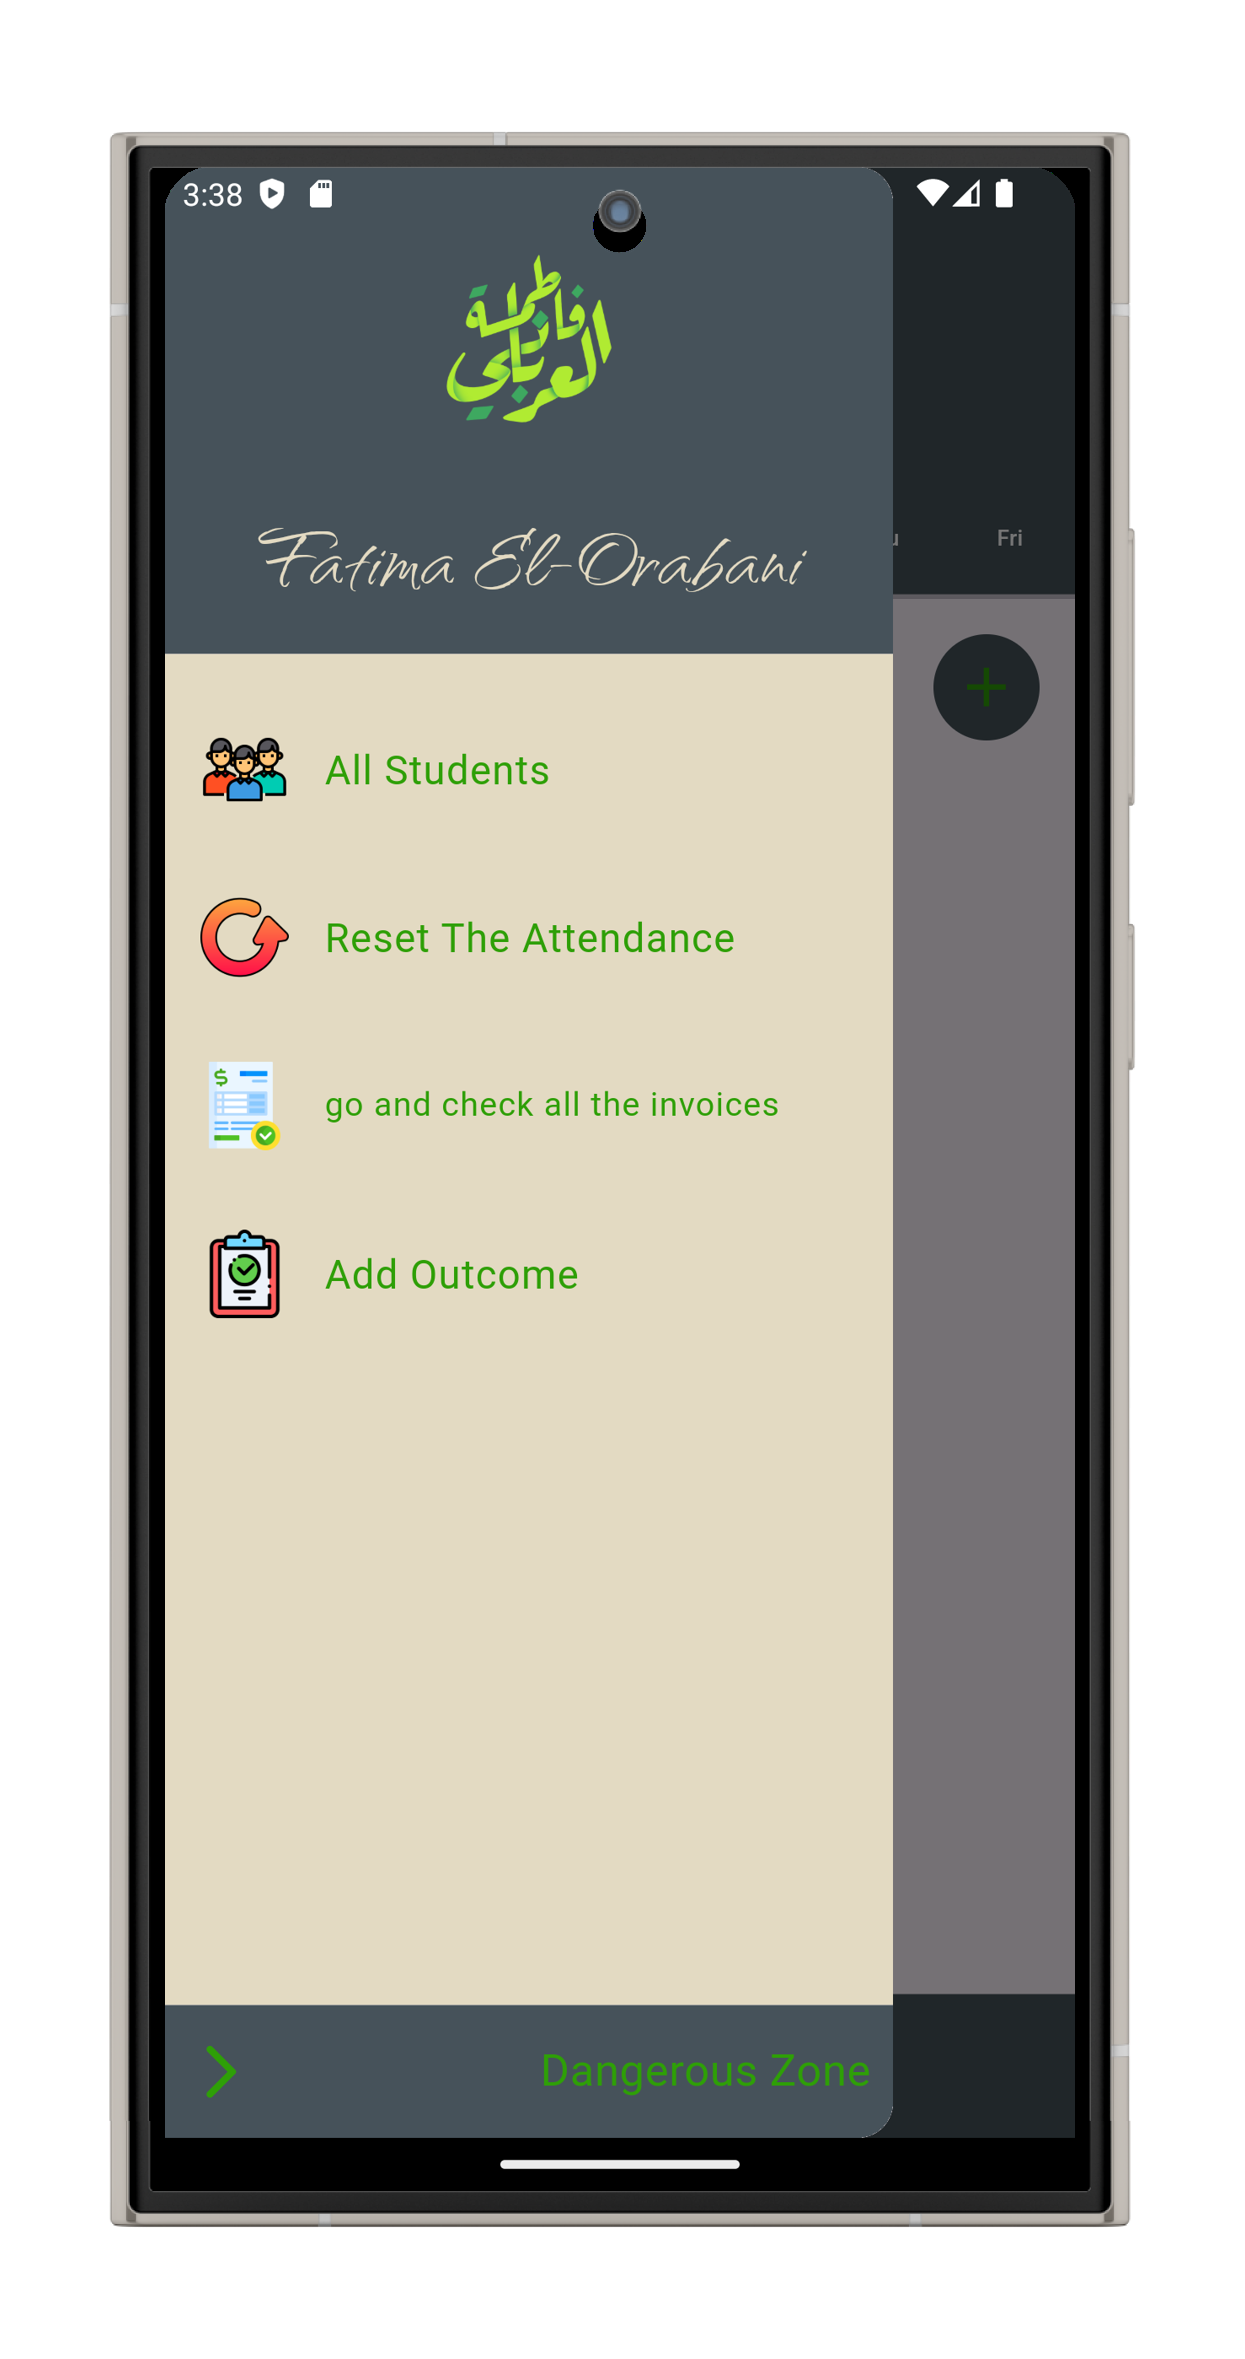 3:38
فاطمة
العرباني
Fatima El-Orabani
Fri
All Students
Reset The Attendance
go and check all the invoices
Add Outcome
Dangerous Zone